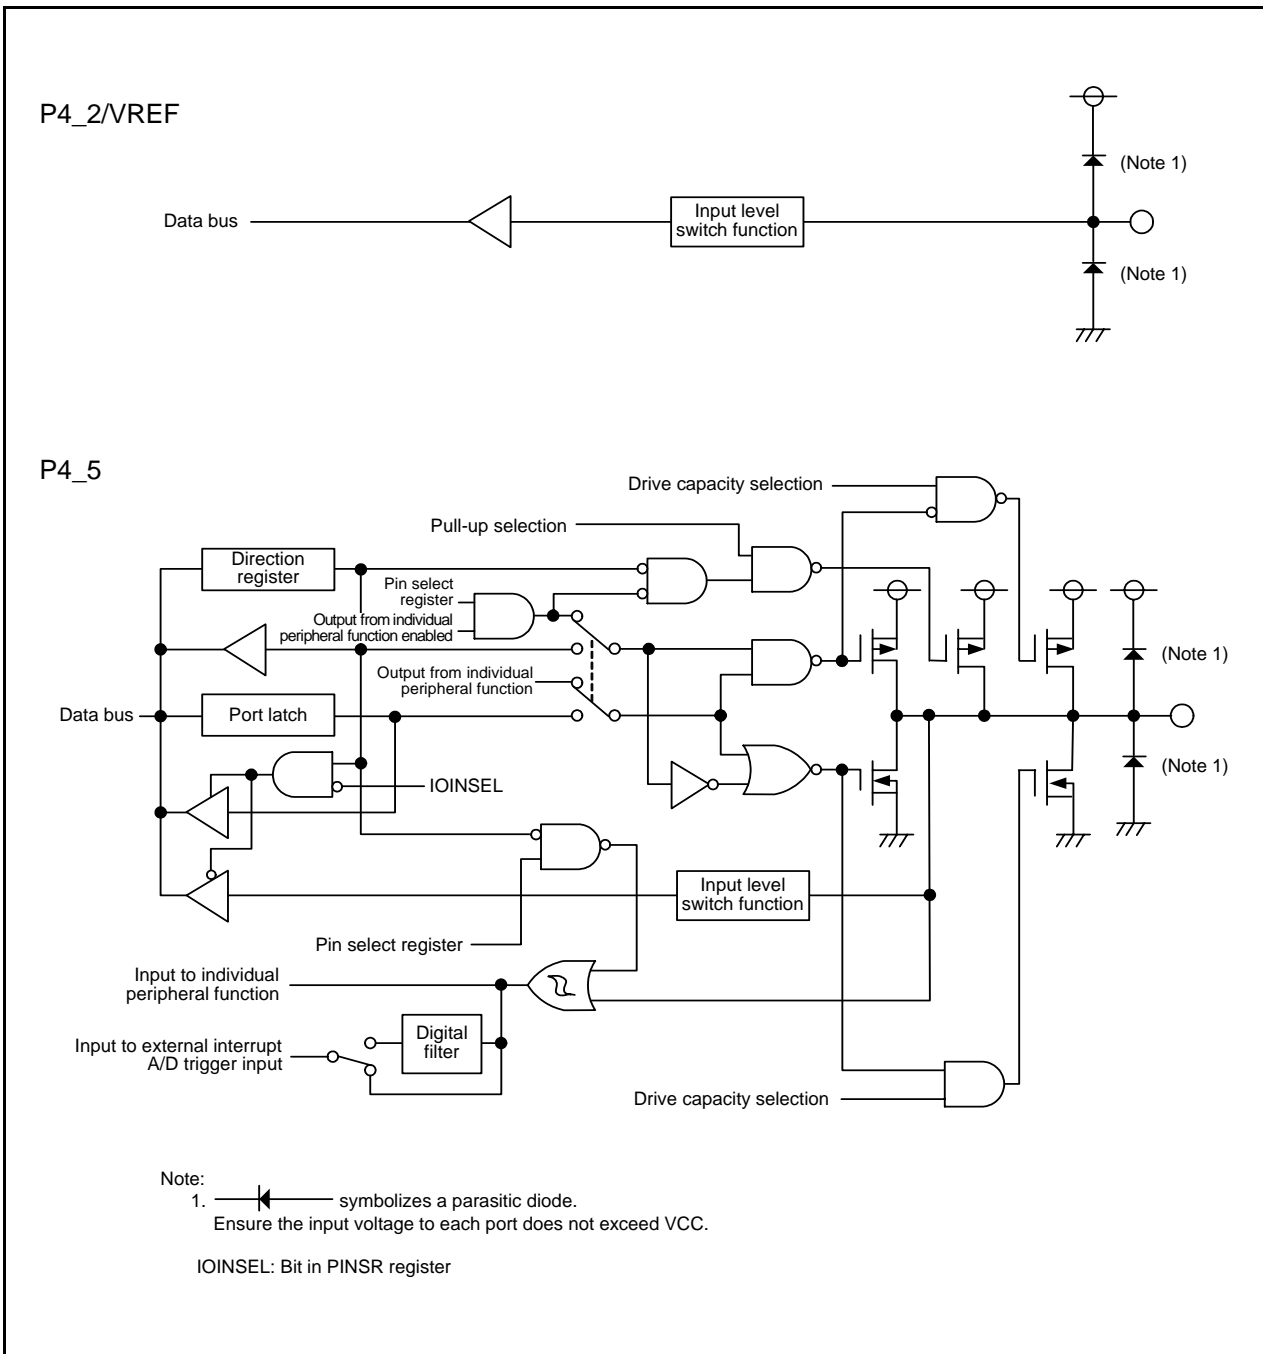 P4_2/VREF
(Note 1)
Data bus
Input level
switch function
(Note 1)
P4_5
Drive capacity selection
Pull-up selection
Direction
register
Pin select
register
Output from individual
peripheral function enabled
(Note 1)
Output from individual
peripheral function
Data bus
Port latch
(Note 1)
IOINSEL
Input level
switch function
Pin select register
Input to individual
peripheral function
Digital
filter
Input to external interrupt
A/D trigger input
Drive capacity selection
Note:
1. symbolizes a parasitic diode.
Ensure the input voltage to each port does not exceed VCC.
IOINSEL: Bit in PINSR register